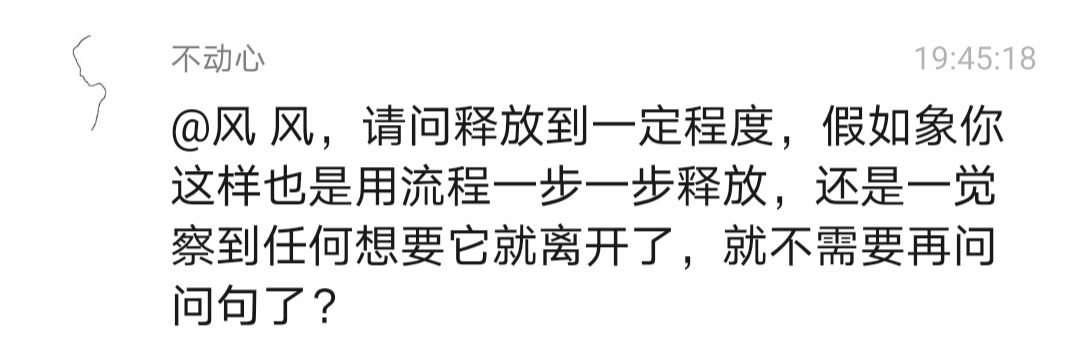 不动心
19:45:18
@风 风，请问释放到一定程度，假如象你
这样也是用流程一步一步释放，还是一觉
察到任何想要它就离开了，就不需要再问
问句了？